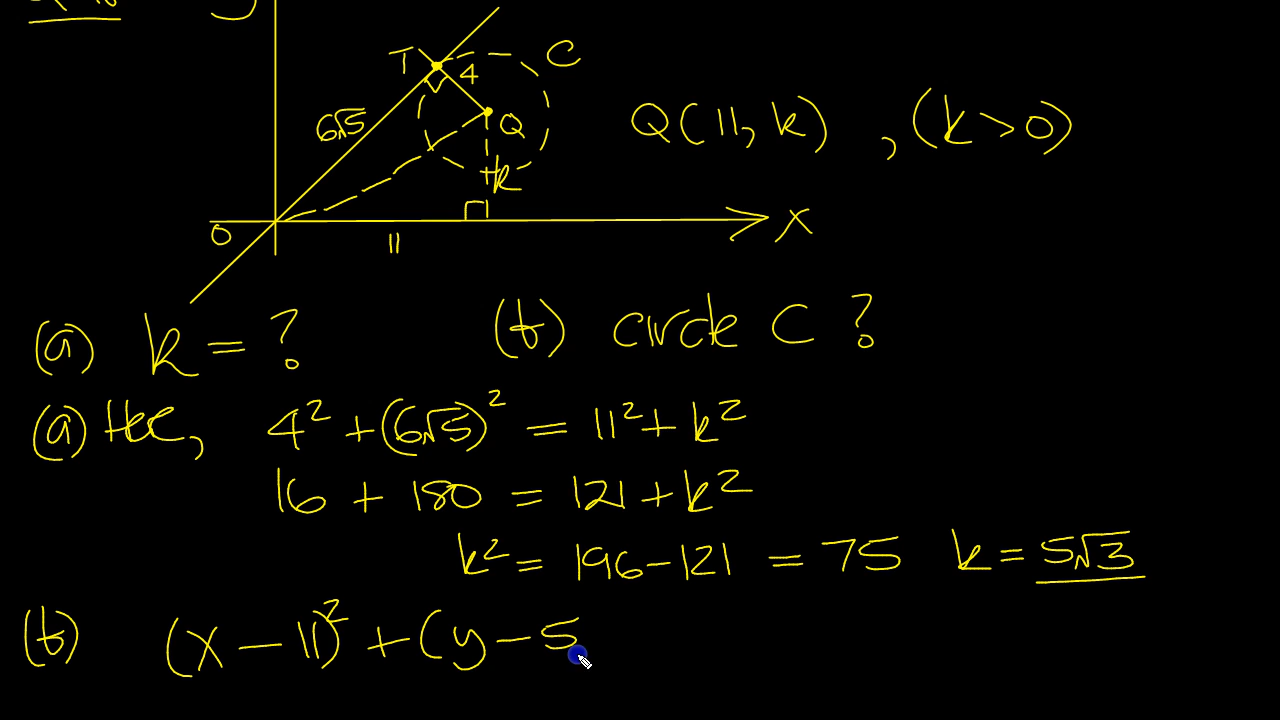 T 4 C
6√5 Q Q(11, k) , (k>0)
k
O 11 X
(a) k = ? (b) circle C ?
(a) Hee, 4² + (6√5)² = 11² + k²
16 + 180 = 121 + k²
k² = 196 - 121 = 75 k = 5√3
(b) (x - 11)² + (y - 5